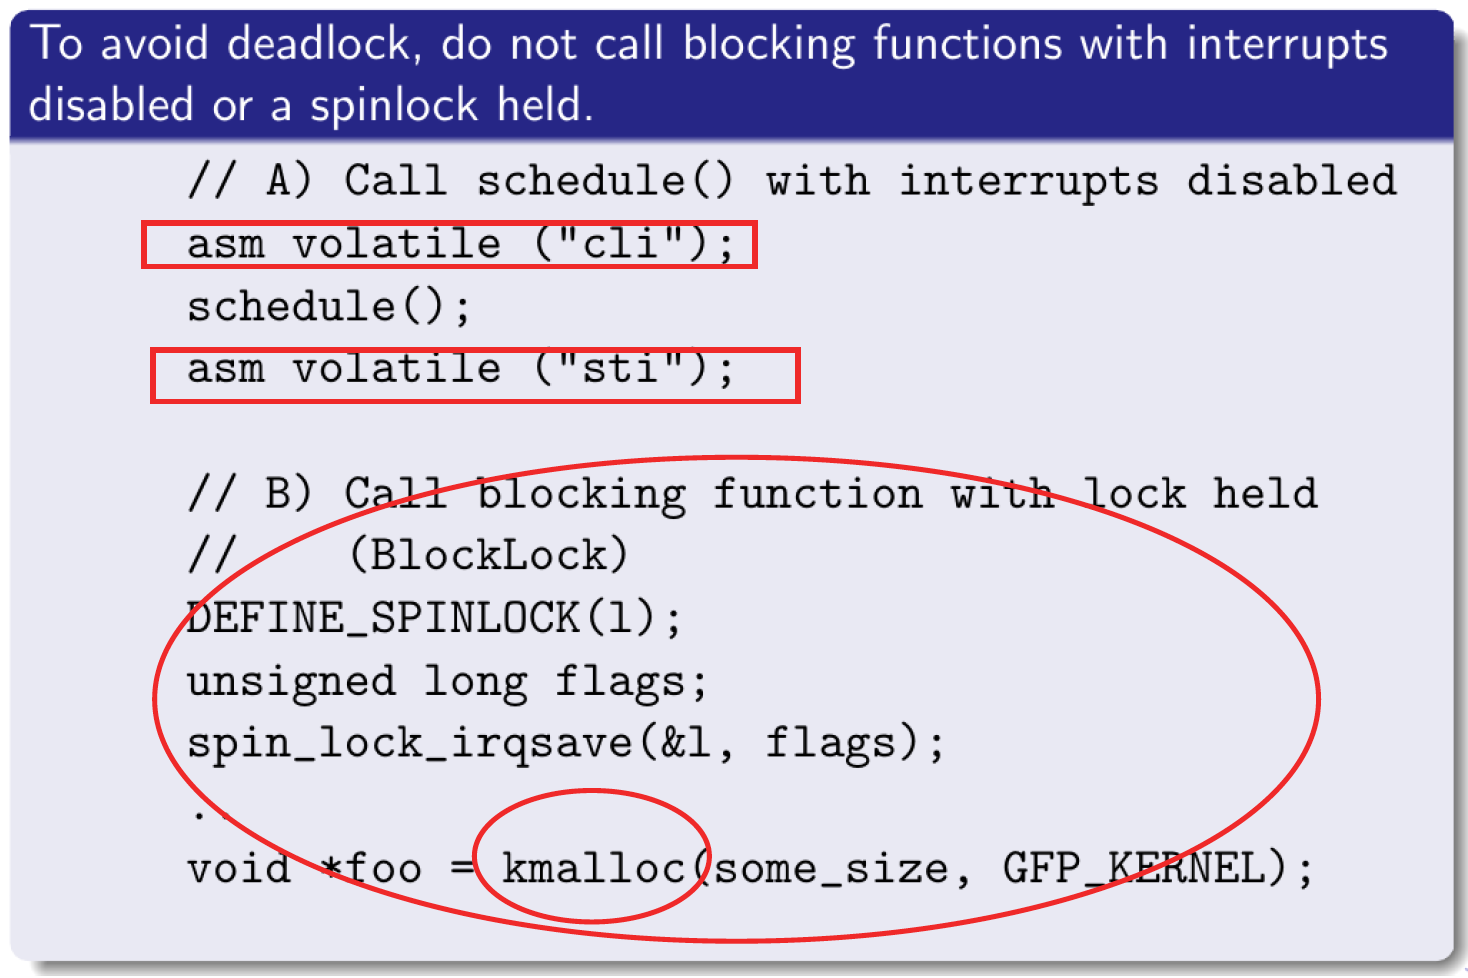 To avoid deadlock, do not call blocking functions with interrupts
disabled or a spinlock held.
// A) Call schedule() with interrupts disabled
asm volatile ("cli");
schedule();
asm volatile ("sti");
// B) Call blocking function with lock held
// (BlockLock)
DEFINE_SPINLOCK(l);
unsigned long flags;
spin_lock_irqsave(&l, flags);
..
void *foo = kmalloc(some_size, GFP_KERNEL);